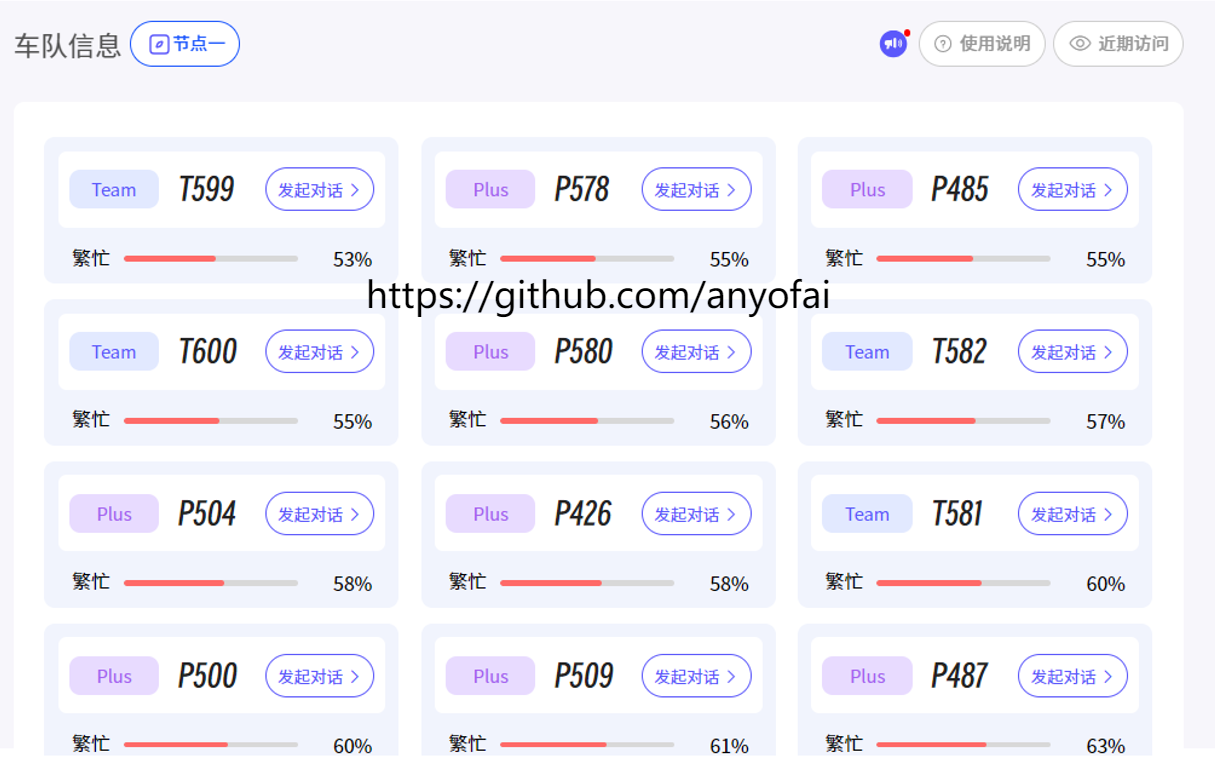 车队信息 节点一 使用说明 近期访问
Team T599 发起对话 Plus P578 发起对话 Plus P485 发起对话
繁忙 53% 繁忙 55% 繁忙 55%
https://github.com/anyofai
Team T600 发起对话 Plus P580 发起对话 Team T582 发起对话
繁忙 55% 繁忙 56% 繁忙 57%
Plus P504 发起对话 Plus P426 发起对话 Team T581 发起对话
繁忙 58% 繁忙 58% 繁忙 60%
Plus P500 发起对话 Plus P509 发起对话 Plus P487 发起对话
繁忙 60% 繁忙 61% 繁忙 63%